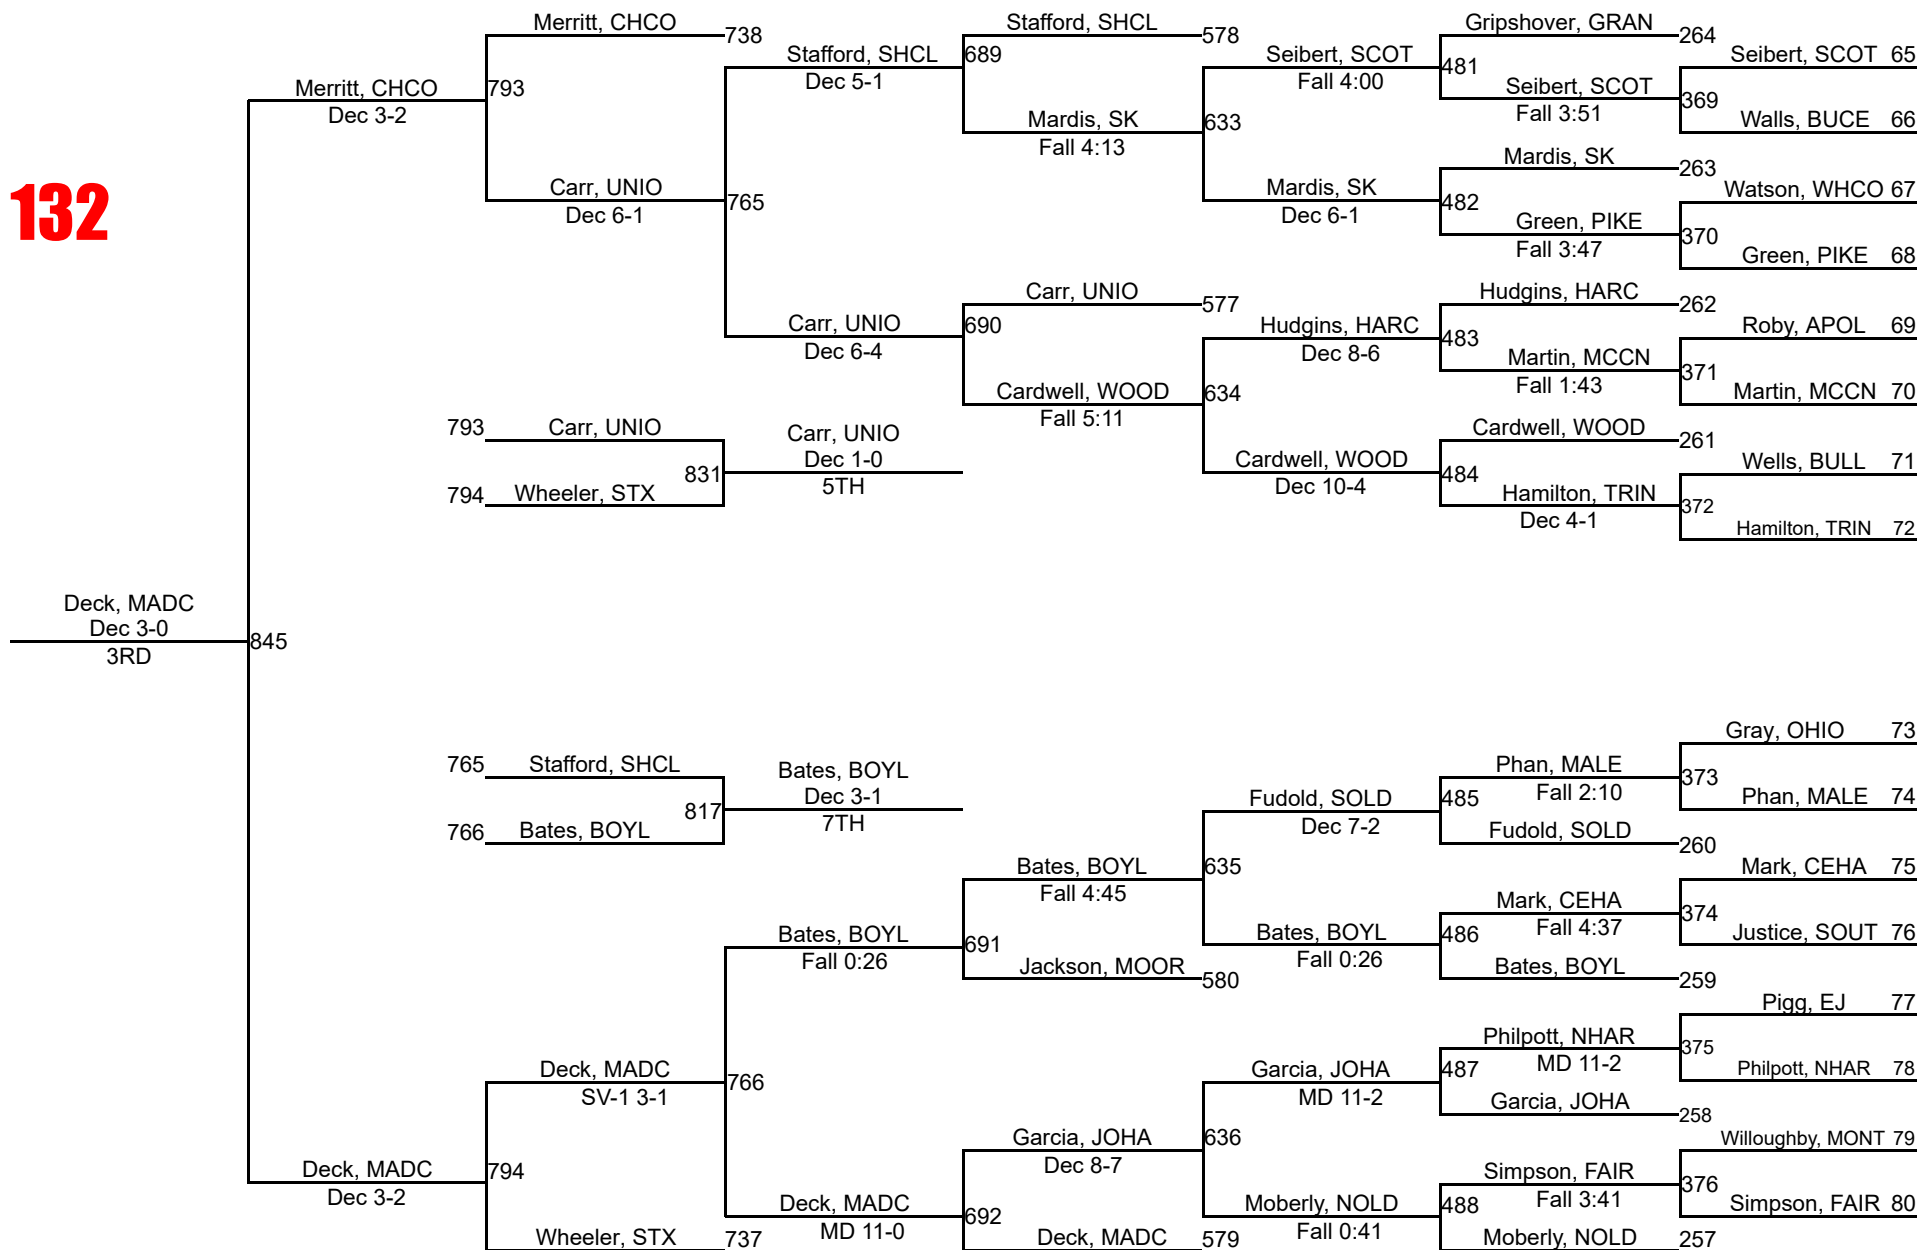 Merritt, CHCO
738
Stafford, SHCL
578
Gripshover, GRAN
264
Stafford, SHCL
689
Seibert, SCOT
481
Seibert, SCOT 65
Dec 5-1
Fall 4:00
Merritt, CHCO
793
Seibert, SCOT
369
Dec 3-2
Fall 3:51
Mardis, SK
633
Walls, BUCE 66
Fall 4:13
Mardis, SK
263
132
Carr, UNIO
765
Mardis, SK
482
Watson, WHCO 67
Dec 6-1
Dec 6-1
Green, PIKE
370
Fall 3:47
Green, PIKE 68
Carr, UNIO
577
Hudgins, HARC
262
Carr, UNIO
690
Hudgins, HARC
483
Roby, APOL 69
Dec 6-4
Dec 8-6
Martin, MCCN
371
Fall 1:43
Cardwell, WOOD
634
Martin, MCCN 70
Fall 5:11
793
Carr, UNIO
Carr, UNIO
Cardwell, WOOD
261
Dec 1-0
831
5TH
Cardwell, WOOD
484
Wells, BULL 71
Dec 10-4
794
Wheeler, STX
Hamilton, TRIN
372
Dec 4-1
Hamilton, TRIN 72
Deck, MADC
Dec 3-0
845
3RD
Gray, OHIO 73
765
Stafford, SHCL
Bates, BOYL
Phan, MALE
373
Dec 3-1
Fall 2:10
817
7TH
Fudold, SOLD
485
Phan, MALE 74
Dec 7-2
766
Bates, BOYL
Fudold, SOLD
260
Bates, BOYL
635
Mark, CEHA 75
Fall 4:45
Mark, CEHA
374
Fall 4:37
Bates, BOYL
691
Bates, BOYL
486
Justice, SOUT 76
Fall 0:26
Fall 0:26
Jackson, MOOR
580
Bates, BOYL
259
Pigg, EJ 77
Philpott, NHAR
375
MD 11-2
Deck, MADC
766
Garcia, JOHA
487
Philpott, NHAR 78
SV-1 3-1
MD 11-2
Garcia, JOHA
258
Garcia, JOHA
636
Willoughby, MONT 79
Dec 8-7
Deck, MADC
794
Simpson, FAIR
376
Dec 3-2
Fall 3:41
Deck, MADC
692
Moberly, NOLD
488
Simpson, FAIR 80
MD 11-0
Fall 0:41
Wheeler, STX
737
Deck, MADC
579
Moberly, NOLD
257